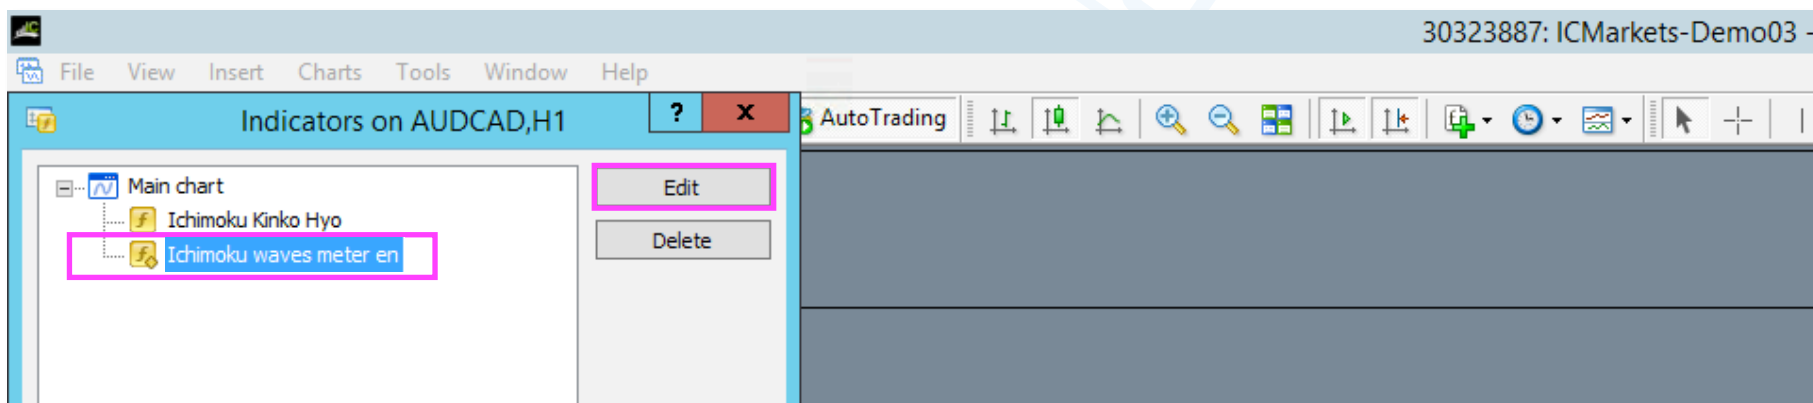 30323887: ICMarkets-Demo03 -
File View Insert Charts Tools Window Help
Indicators on AUDCAD,H1 ? X
AutoTrading
Main chart
Edit
Ichimoku Kinko Hyo
Delete
Ichimoku waves meter en